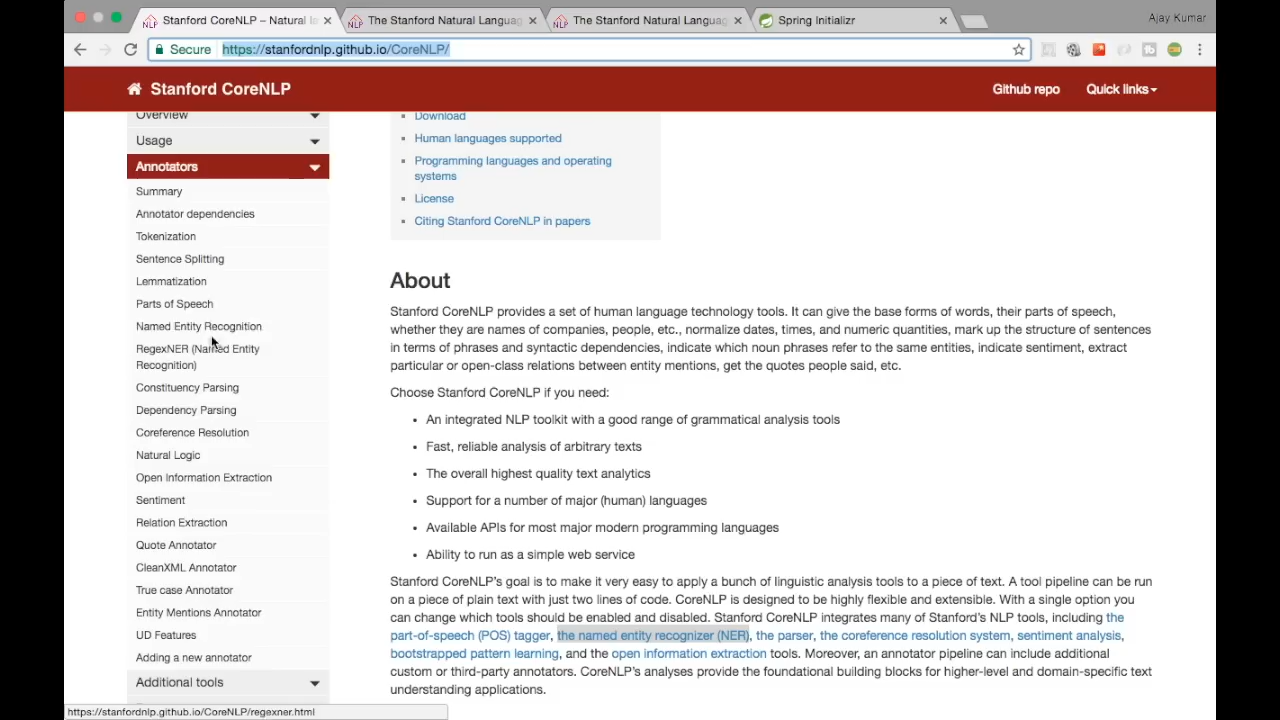 Stanford CoreNLP – Natural l
The Stanford Natural Languag
The Stanford Natural Languag
Spring Initializr
Ajay Kumar
Secure
https://stanfordnlp.github.io/CoreNLP/
Stanford CoreNLP
Github repo
Quick links
Overview
Usage
Annotators
Summary
Annotator dependencies
Tokenization
Sentence Splitting
Lemmatization
Parts of Speech
Named Entity Recognition
RegexNER (Named Entity
Recognition)
Constituency Parsing
Dependency Parsing
Coreference Resolution
Natural Logic
Open Information Extraction
Sentiment
Relation Extraction
Quote Annotator
CleanXML Annotator
True case Annotator
Entity Mentions Annotator
UD Features
Adding a new annotator
Additional tools
Download
Human languages supported
Programming languages and operating
systems
License
Citing Stanford CoreNLP in papers
About
Stanford CoreNLP provides a set of human language technology tools. It can give the base forms of words, their parts of speech,
whether they are names of companies, people, etc., normalize dates, times, and numeric quantities, mark up the structure of sentences
in terms of phrases and syntactic dependencies, indicate which noun phrases refer to the same entities, indicate sentiment, extract
particular or open-class relations between entity mentions, get the quotes people said, etc.
Choose Stanford CoreNLP if you need:
• An integrated NLP toolkit with a good range of grammatical analysis tools
• Fast, reliable analysis of arbitrary texts
• The overall highest quality text analytics
• Support for a number of major (human) languages
• Available APIs for most major modern programming languages
• Ability to run as a simple web service
Stanford CoreNLP's goal is to make it very easy to apply a bunch of linguistic analysis tools to a piece of text. A tool pipeline can be run
on a piece of plain text with just two lines of code. CoreNLP is designed to be highly flexible and extensible. With a single option you
can change which tools should be enabled and disabled. Stanford CoreNLP integrates many of Stanford's NLP tools, including the
part-of-speech (POS) tagger, the named entity recognizer (NER), the parser, the coreference resolution system, sentiment analysis,
bootstrapped pattern learning, and the open information extraction tools. Moreover, an annotator pipeline can include additional
custom or third-party annotators. CoreNLP's analyses provide the foundational building blocks for higher-level and domain-specific text
understanding applications.
https://stanfordnlp.github.io/CoreNLP/regexner.html